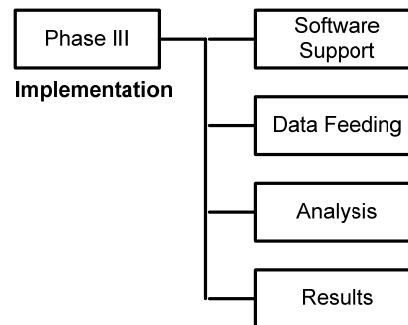 Phase III
Implementation
Software
Support
Data Feeding
Analysis
Results